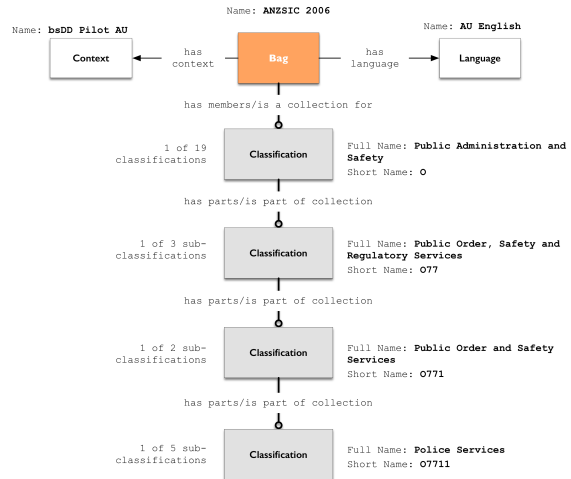 Name: ANZSIC 2006
Name: bsDD Pilot AU
Name: AU English
Context
has
context
Bag
has
language
Language
has members/is a collection for
1 of 19
classifications
Classification
Full Name: Public Administration and
Safety
Short Name: O
has parts/is part of collection
1 of 3 sub-
classifications
Classification
Full Name: Public Order, Safety and
Regulatory Services
Short Name: O77
has parts/is part of collection
1 of 2 sub-
classifications
Classification
Full Name: Public Order and Safety
Services
Short Name: O771
has parts/is part of collection
1 of 5 sub-
classifications
Classification
Full Name: Police Services
Short Name: O7711